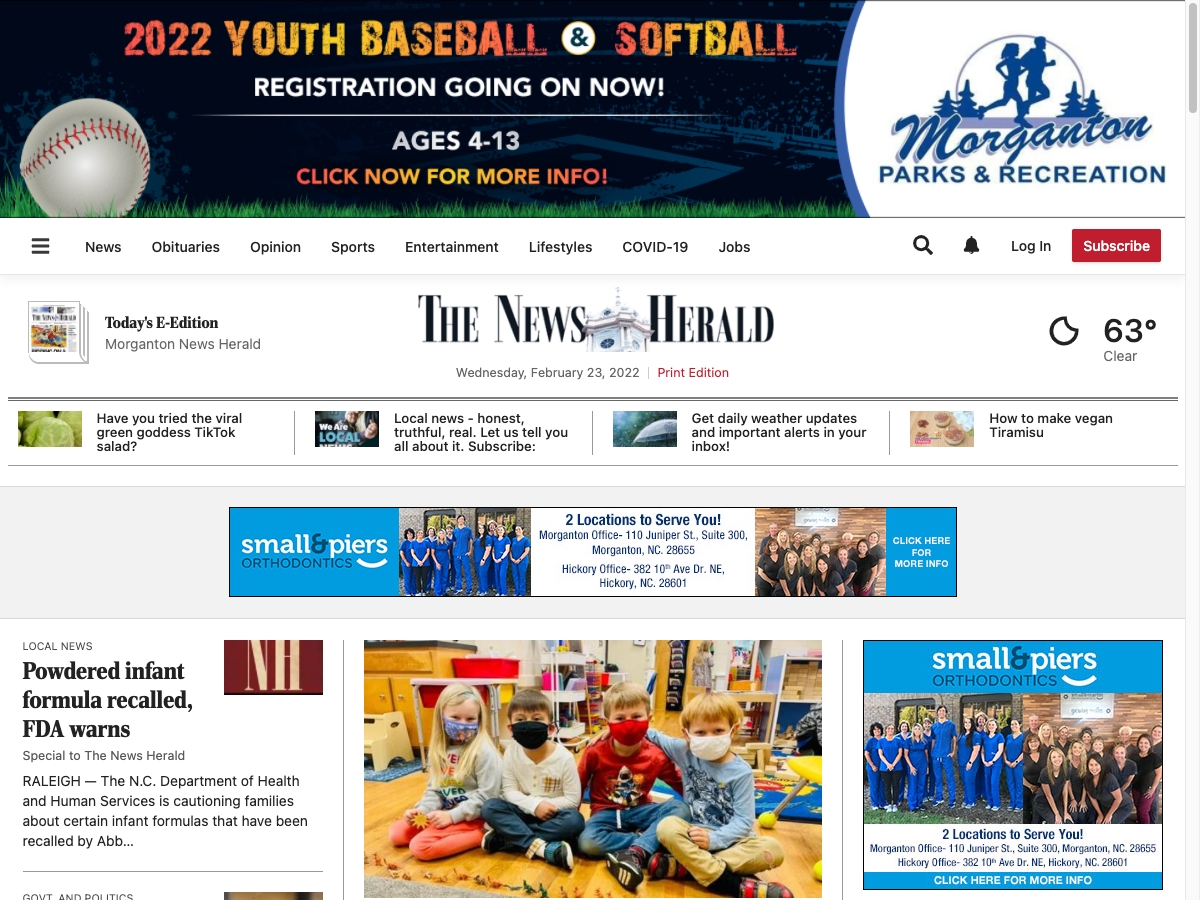 2022 YOUTH BASEBALL & SOFTBALL
REGISTRATION GOING ON NOW!
AGES 4-13
CLICK NOW FOR MORE INFO!
Morganton
PARKS & RECREATION
News Obituaries Opinion Sports Entertainment Lifestyles COVID-19 Jobs Log In Subscribe
Today's E-Edition
Morganton News Herald
THE NEWS HERALD
Wednesday, February 23, 2022 Print Edition
63°
Clear
Have you tried the viral
green goddess TikTok
salad?
We Are
LOCAL
NEWS
Local news - honest,
truthful, real. Let us tell you
all about it. Subscribe:
Get daily weather updates
and important alerts in your
inbox!
How to make vegan
Tiramisu
small&piers
ORTHODONTICS
2 Locations to Serve You!
Morganton Office- 110 Juniper St., Suite 300,
Morganton, NC. 28655
Hickory Office- 382 10th Ave Dr. NE,
Hickory, NC. 28601
CLICK HERE
FOR
MORE INFO
LOCAL NEWS
Powdered infant
formula recalled,
FDA warns
Special to The News Herald
RALEIGH — The N.C. Department of Health
and Human Services is cautioning families
about certain infant formulas that have been
recalled by Abb...
NH
GOVT. AND POLITICS
small&piers
ORTHODONTICS
2 Locations to Serve You!
Morganton Office- 110 Juniper St., Suite 300, Morganton, NC. 28655
Hickory Office- 382 10th Ave Dr. NE, Hickory, NC. 28601
CLICK HERE FOR MORE INFO